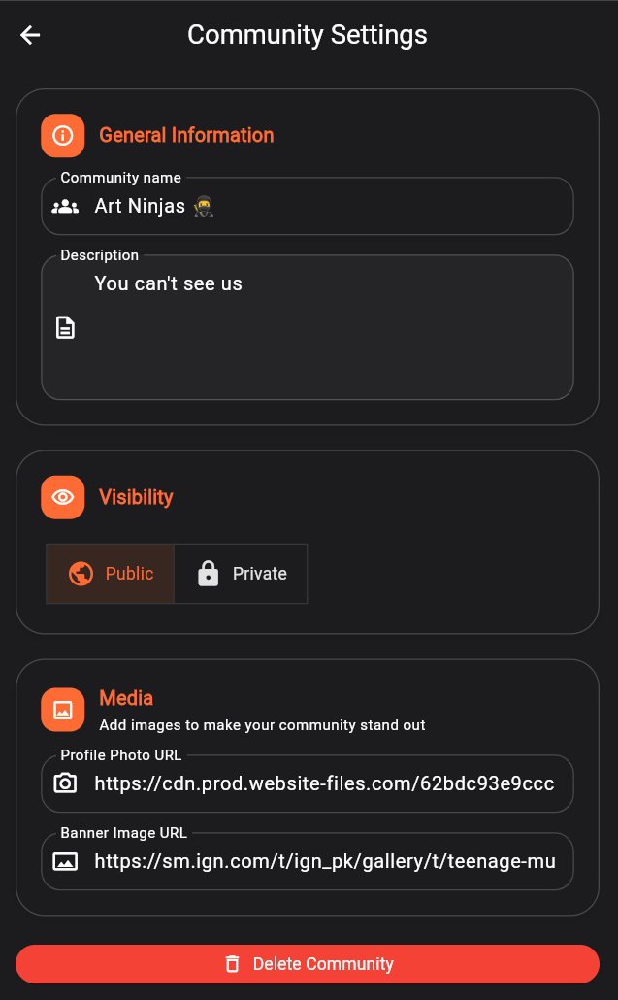 Community Settings
General Information
Community name
Art Ninjas 🥷
Description
You can't see us
Visibility
Public
Private
Media
Add images to make your community stand out
Profile Photo URL
https://cdn.prod.website-files.com/62bdc93e9ccc
Banner Image URL
https://sm.ign.com/t/ign_pk/gallery/t/teenage-mu
Delete Community